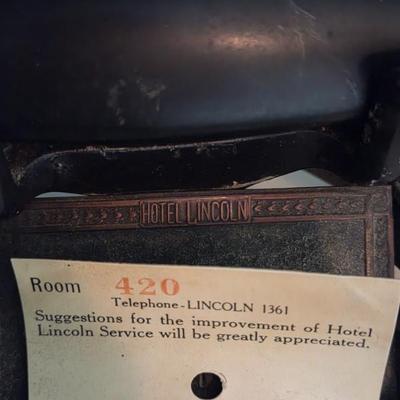 HOTEL LINCOLN
Room 420
Telephone-LINCOLN 1361
Suggestions for the improvement of Hotel
Lincoln Service will be greatly appreciated.